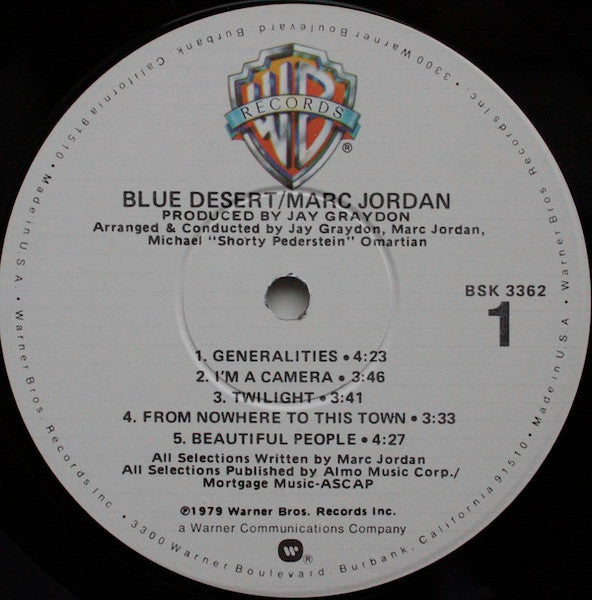 WB
RECORDS
®
BLUE DESERT/MARC JORDAN
PRODUCED BY JAY GRAYDON
Arranged & Conducted by Jay Graydon, Marc Jordan,
Michael "Shorty Pederstein" Omartian
BSK 3362
1
1. GENERALITIES • 4:23
2. I'M A CAMERA • 3:46
3. TWILIGHT • 3:41
4. FROM NOWHERE TO THIS TOWN • 3:33
5. BEAUTIFUL PEOPLE • 4:27
All Selections Written by Marc Jordan
All Selections Published by Almo Music Corp./
Mortgage Music-ASCAP
℗1979 Warner Bros. Records Inc.
a Warner Communications Company
W®
Warner Bros. Records Inc. • 3300 Warner Boulevard, Burbank, California 91510 • Made in U.S.A. • Warner Bros. Records Inc. • 3300 Warner Boulevard, Burbank, California 91510 • Made in U.S.A.